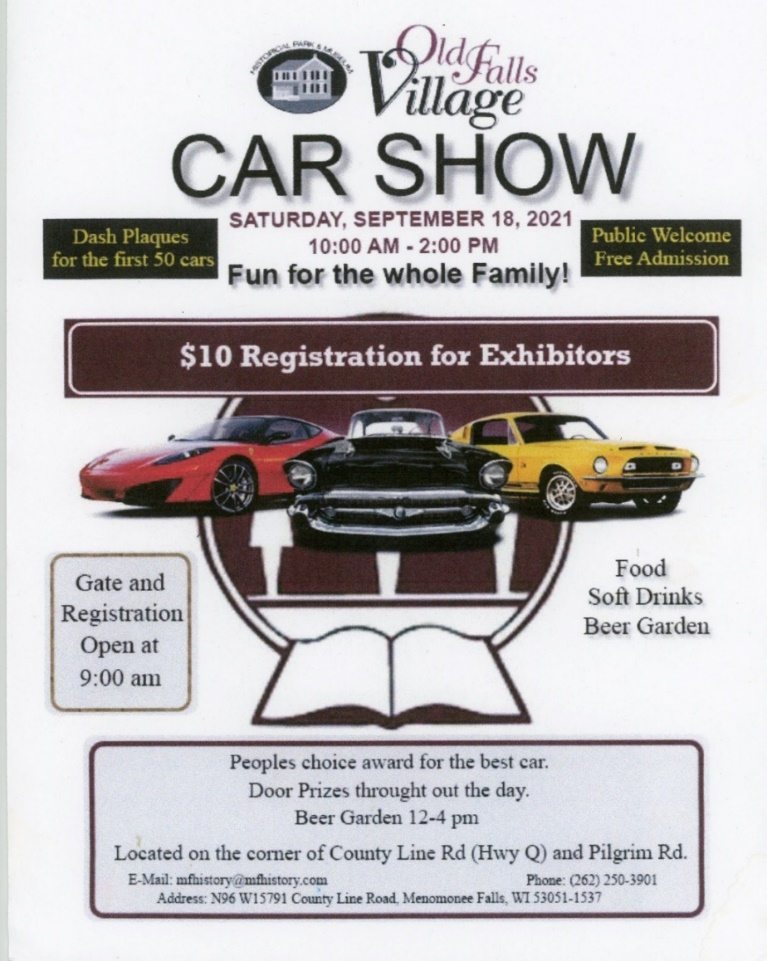 HISTORICAL PARK & MUSEUM
Old Falls
Village
CAR SHOW
SATURDAY, SEPTEMBER 18, 2021
10:00 AM - 2:00 PM
Fun for the whole Family!
Dash Plaques
for the first 50 cars
Public Welcome
Free Admission
$10 Registration for Exhibitors
Gate and
Registration
Open at
9:00 am
Food
Soft Drinks
Beer Garden
Peoples choice award for the best car.
Door Prizes throught out the day.
Beer Garden 12-4 pm
Located on the corner of County Line Rd (Hwy Q) and Pilgrim Rd.
E-Mail: mfhistory@mfhistory.com
Phone: (262) 250-3901
Address: N96 W15791 County Line Road, Menomonee Falls, WI 53051-1537